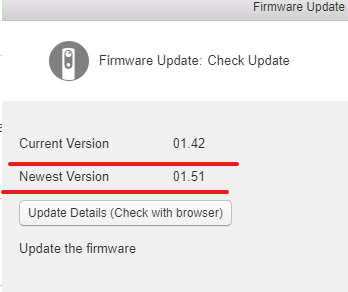 Firmware Update
Firmware Update: Check Update
Current Version 01.42
Newest Version 01.51
Update Details (Check with browser)
Update the firmware